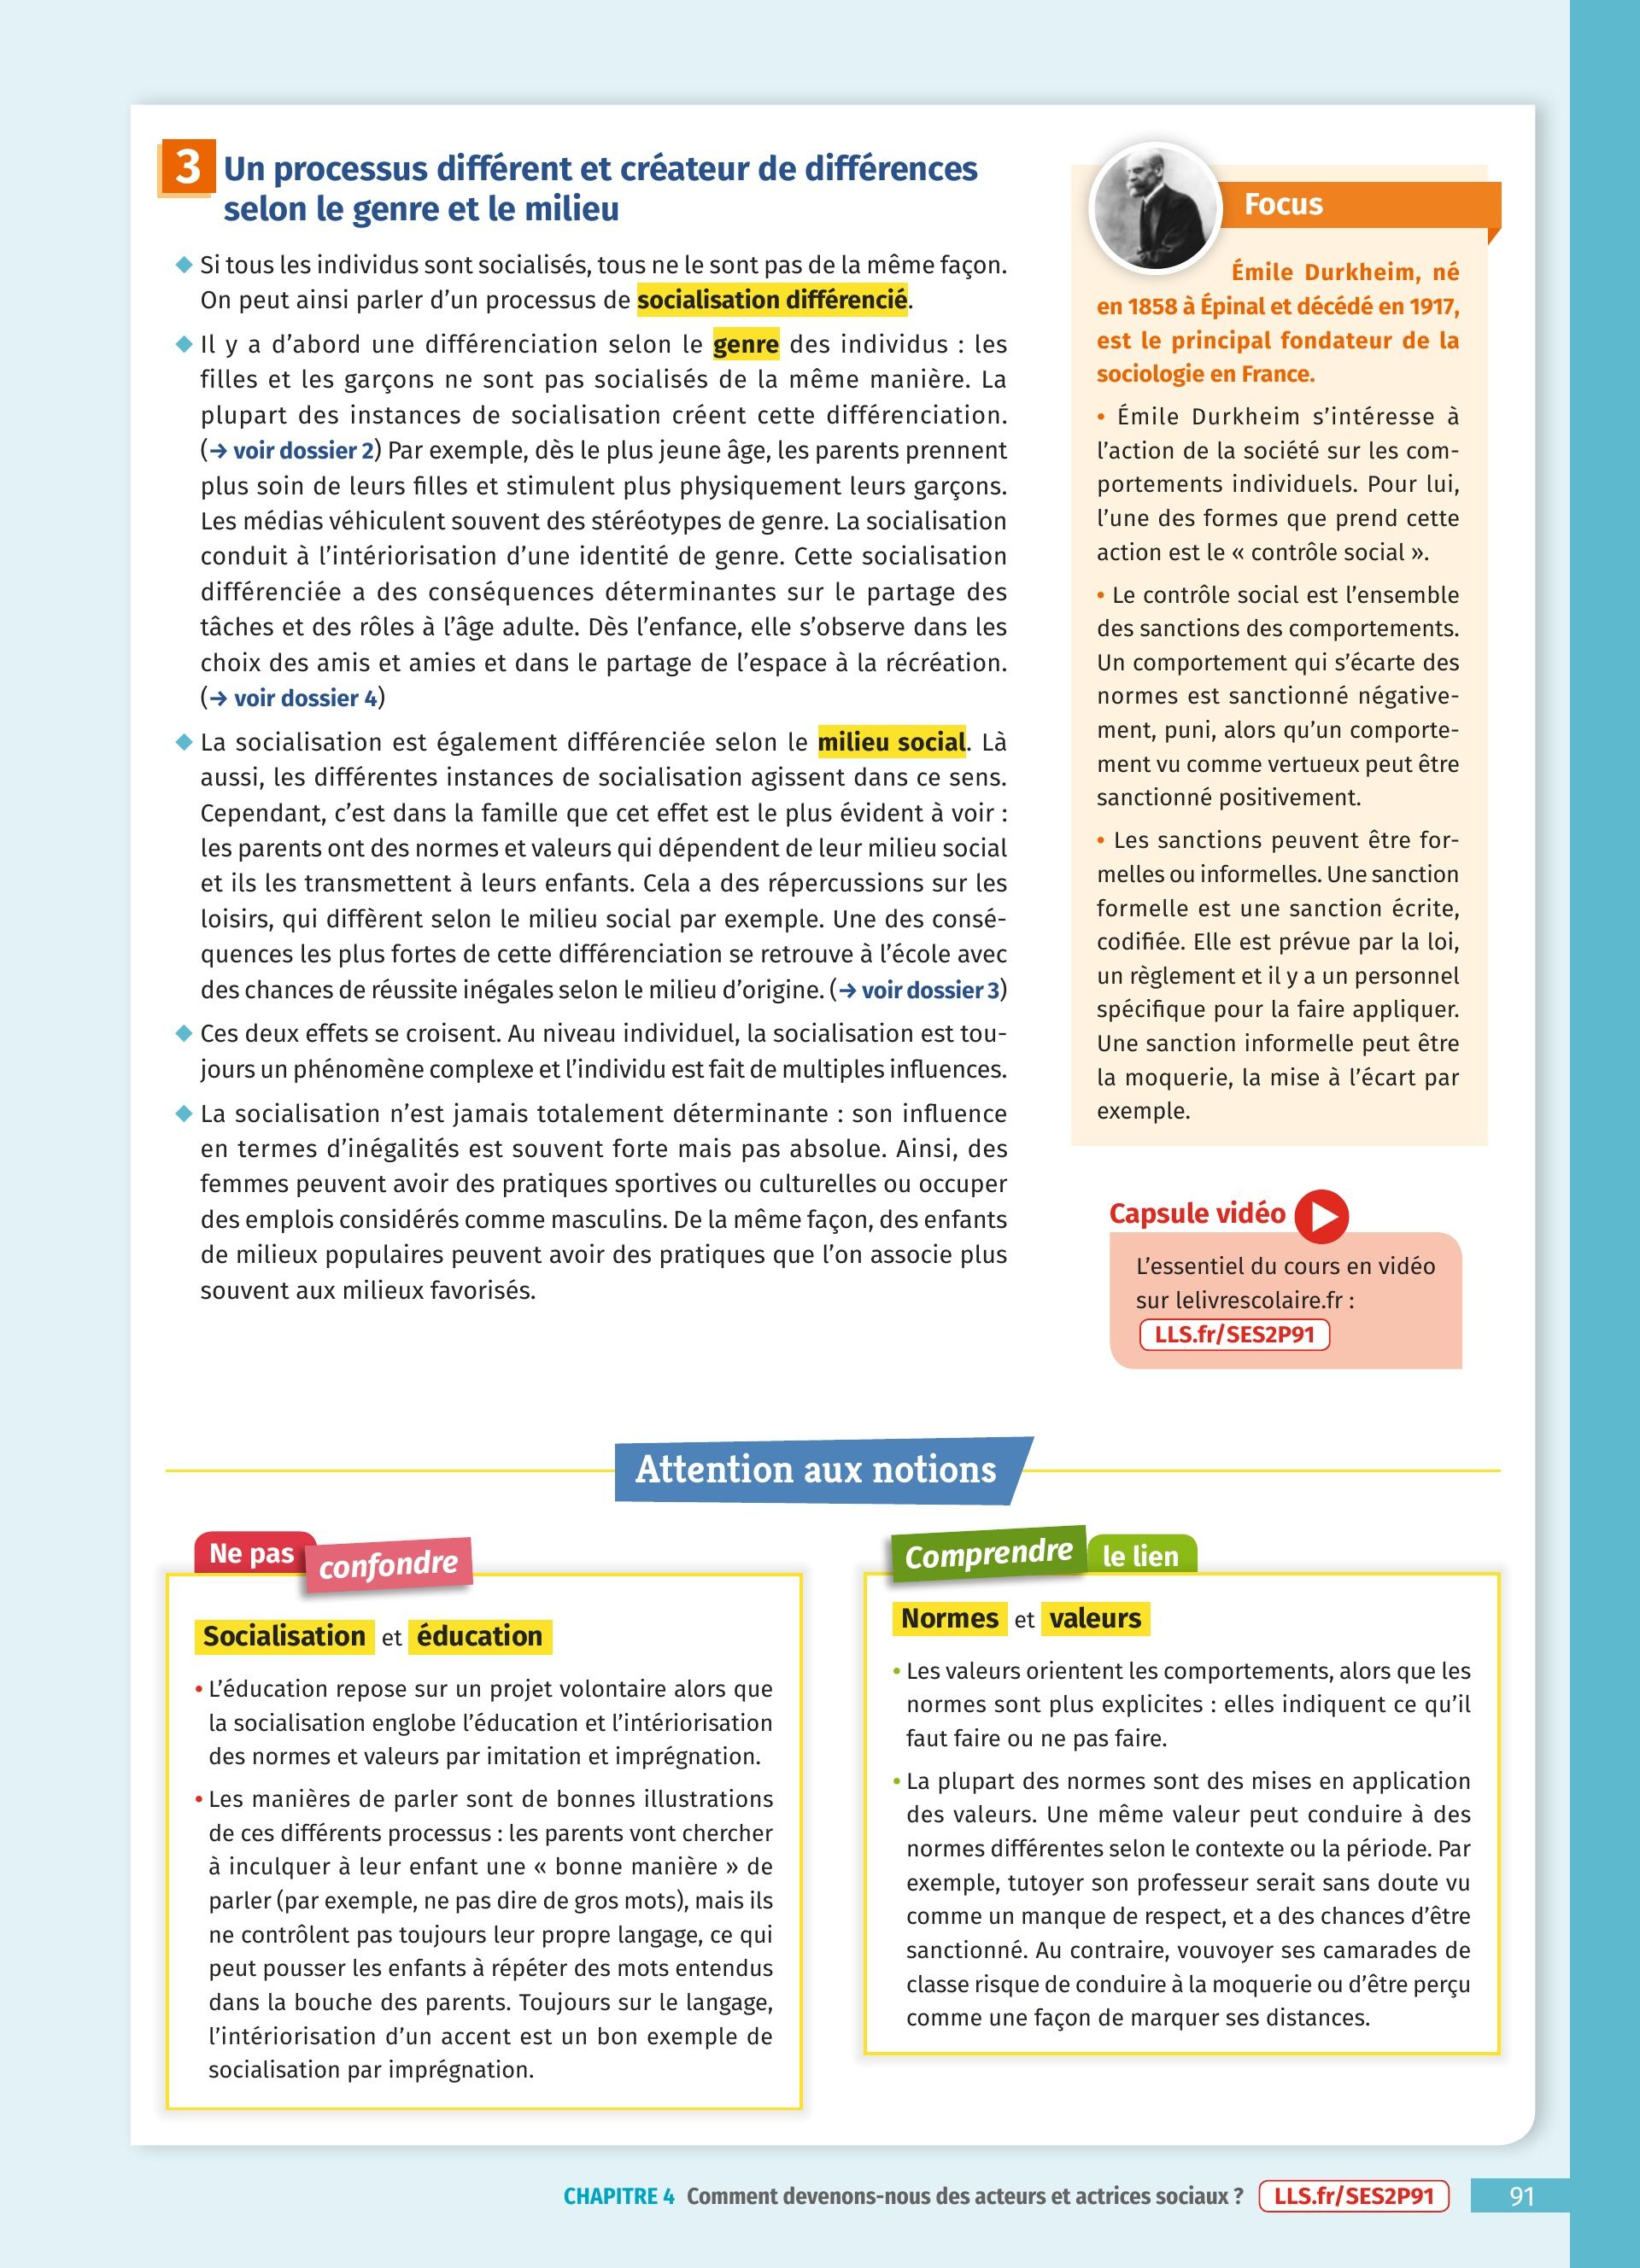 3
Un processus différent et créateur de différences
selon le genre et le milieu
◆ Si tous les individus sont socialisés, tous ne le sont pas de la même façon.
On peut ainsi parler d’un processus de socialisation différencié.
◆ Il y a d’abord une différenciation selon le genre des individus : les
filles et les garçons ne sont pas socialisés de la même manière. La
plupart des instances de socialisation créent cette différenciation.
(→ voir dossier 2) Par exemple, dès le plus jeune âge, les parents prennent
plus soin de leurs filles et stimulent plus physiquement leurs garçons.
Les médias véhiculent souvent des stéréotypes de genre. La socialisation
conduit à l’intériorisation d’une identité de genre. Cette socialisation
différenciée a des conséquences déterminantes sur le partage des
tâches et des rôles à l’âge adulte. Dès l’enfance, elle s’observe dans les
choix des amis et amies et dans le partage de l’espace à la récréation.
(→ voir dossier 4)
◆ La socialisation est également différenciée selon le milieu social. Là
aussi, les différentes instances de socialisation agissent dans ce sens.
Cependant, c’est dans la famille que cet effet est le plus évident à voir :
les parents ont des normes et valeurs qui dépendent de leur milieu social
et ils les transmettent à leurs enfants. Cela a des répercussions sur les
loisirs, qui diffèrent selon le milieu social par exemple. Une des consé-
quences les plus fortes de cette différenciation se retrouve à l’école avec
des chances de réussite inégales selon le milieu d’origine. (→ voir dossier 3)
◆ Ces deux effets se croisent. Au niveau individuel, la socialisation est tou-
jours un phénomène complexe et l’individu est fait de multiples influences.
◆ La socialisation n’est jamais totalement déterminante : son influence
en termes d’inégalités est souvent forte mais pas absolue. Ainsi, des
femmes peuvent avoir des pratiques sportives ou culturelles ou occuper
des emplois considérés comme masculins. De la même façon, des enfants
de milieux populaires peuvent avoir des pratiques que l’on associe plus
souvent aux milieux favorisés.
Focus
Émile Durkheim, né
en 1858 à Épinal et décédé en 1917,
est le principal fondateur de la
sociologie en France.
• Émile Durkheim s’intéresse à
l’action de la société sur les com-
portements individuels. Pour lui,
l’une des formes que prend cette
action est le « contrôle social ».
• Le contrôle social est l’ensemble
des sanctions des comportements.
Un comportement qui s’écarte des
normes est sanctionné négative-
ment, puni, alors qu’un comporte-
ment vu comme vertueux peut être
sanctionné positivement.
• Les sanctions peuvent être for-
melles ou informelles. Une sanction
formelle est une sanction écrite,
codifiée. Elle est prévue par la loi,
un règlement et il y a un personnel
spécifique pour la faire appliquer.
Une sanction informelle peut être
la moquerie, la mise à l’écart par
exemple.
Capsule vidéo
L’essentiel du cours en vidéo
sur lelivrescolaire.fr :
LLS.fr/SES2P91
Attention aux notions
Ne pas confondre
Socialisation et éducation
• L’éducation repose sur un projet volontaire alors que
la socialisation englobe l’éducation et l’intériorisation
des normes et valeurs par imitation et imprégnation.
• Les manières de parler sont de bonnes illustrations
de ces différents processus : les parents vont chercher
à inculquer à leur enfant une « bonne manière » de
parler (par exemple, ne pas dire de gros mots), mais ils
ne contrôlent pas toujours leur propre langage, ce qui
peut pousser les enfants à répéter des mots entendus
dans la bouche des parents. Toujours sur le langage,
l’intériorisation d’un accent est un bon exemple de
socialisation par imprégnation.
Comprendre le lien
Normes et valeurs
• Les valeurs orientent les comportements, alors que les
normes sont plus explicites : elles indiquent ce qu’il
faut faire ou ne pas faire.
• La plupart des normes sont des mises en application
des valeurs. Une même valeur peut conduire à des
normes différentes selon le contexte ou la période. Par
exemple, tutoyer son professeur serait sans doute vu
comme un manque de respect, et a des chances d’être
sanctionné. Au contraire, vouvoyer ses camarades de
classe risque de conduire à la moquerie ou d’être perçu
comme une façon de marquer ses distances.
CHAPITRE 4 Comment devenons-nous des acteurs et actrices sociaux ? LLS.fr/SES2P91 91